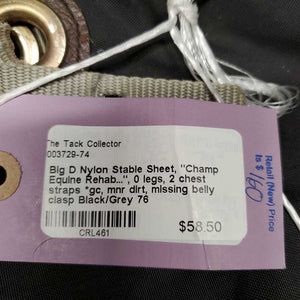 The Tack Collector
003729-74
Big D Nylon Stable Sheet, "Champ
Equine Rehab...", 0 legs, 2 chest
straps *gc, mnr dirt, missing belly
clasp Black/Grey 76
CRL461
$58.50
Retail (New) Price
is $ 160